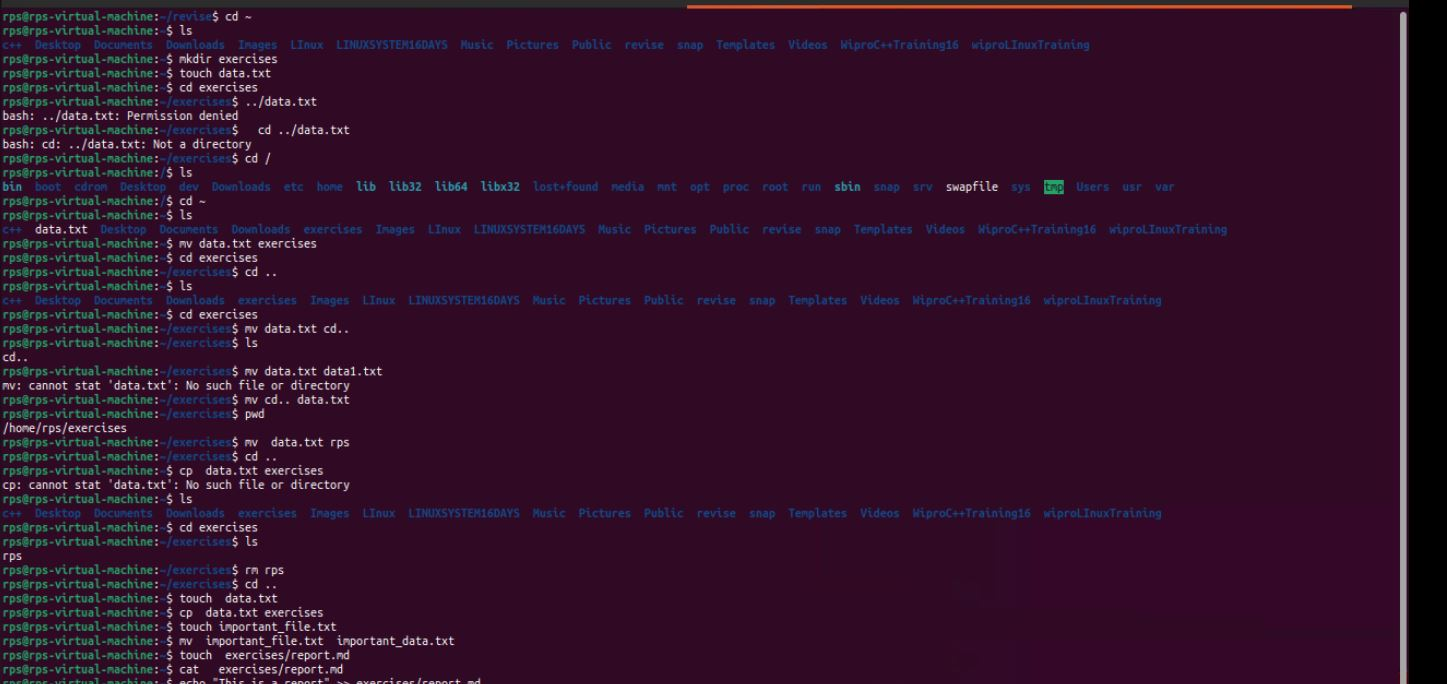 rps@rps-virtual-machine:~/revise$ cd ~
rps@rps-virtual-machine:~$ ls
c++  Desktop  Documents  Downloads  Images  LInux  LINUXSYSTEM16DAYS  Music  Pictures  Public  revise  snap  Templates  Videos  WiproC++Training16  wiproLInuxTraining
rps@rps-virtual-machine:~$ mkdir exercises
rps@rps-virtual-machine:~$ touch data.txt
rps@rps-virtual-machine:~$ cd exercises
rps@rps-virtual-machine:~/exercises$ ../data.txt
bash: ../data.txt: Permission denied
rps@rps-virtual-machine:~/exercises$   cd ../data.txt
bash: cd: ../data.txt: Not a directory
rps@rps-virtual-machine:~/exercises$ cd /
rps@rps-virtual-machine:/$ ls
bin  boot  cdrom  Desktop  dev  Downloads  etc  home  lib  lib32  lib64  libx32  lost+found  media  mnt  opt  proc  root  run  sbin  snap  srv  swapfile  sys  tmp  Users  usr  var
rps@rps-virtual-machine:/$ cd ~
rps@rps-virtual-machine:~$ ls
c++  data.txt  Desktop  Documents  Downloads  exercises  Images  LInux  LINUXSYSTEM16DAYS  Music  Pictures  Public  revise  snap  Templates  Videos  WiproC++Training16  wiproLInuxTraining
rps@rps-virtual-machine:~$ mv data.txt exercises
rps@rps-virtual-machine:~$ cd exercises
rps@rps-virtual-machine:~/exercises$ cd ..
rps@rps-virtual-machine:~$ ls
c++  Desktop  Documents  Downloads  exercises  Images  LInux  LINUXSYSTEM16DAYS  Music  Pictures  Public  revise  snap  Templates  Videos  WiproC++Training16  wiproLInuxTraining
rps@rps-virtual-machine:~$ cd exercises
rps@rps-virtual-machine:~/exercises$ mv data.txt cd..
rps@rps-virtual-machine:~/exercises$ ls
cd..
rps@rps-virtual-machine:~/exercises$ mv data.txt data1.txt
mv: cannot stat 'data.txt': No such file or directory
rps@rps-virtual-machine:~/exercises$ mv cd.. data.txt
rps@rps-virtual-machine:~/exercises$ pwd
/home/rps/exercises
rps@rps-virtual-machine:~/exercises$ mv  data.txt rps
rps@rps-virtual-machine:~/exercises$ cd ..
rps@rps-virtual-machine:~$ cp  data.txt exercises
cp: cannot stat 'data.txt': No such file or directory
rps@rps-virtual-machine:~$ ls
c++  Desktop  Documents  Downloads  exercises  Images  LInux  LINUXSYSTEM16DAYS  Music  Pictures  Public  revise  snap  Templates  Videos  WiproC++Training16  wiproLInuxTraining
rps@rps-virtual-machine:~$ cd exercises
rps@rps-virtual-machine:~/exercises$ ls
rps
rps@rps-virtual-machine:~/exercises$ rm rps
rps@rps-virtual-machine:~/exercises$ cd ..
rps@rps-virtual-machine:~$ touch  data.txt
rps@rps-virtual-machine:~$ cp  data.txt exercises
rps@rps-virtual-machine:~$ touch important_file.txt
rps@rps-virtual-machine:~$ mv  important_file.txt  important_data.txt
rps@rps-virtual-machine:~$ touch  exercises/report.md
rps@rps-virtual-machine:~$ cat   exercises/report.md
rps@rps-virtual-machine:~$ echo "This is a report" >> exercises/report.md